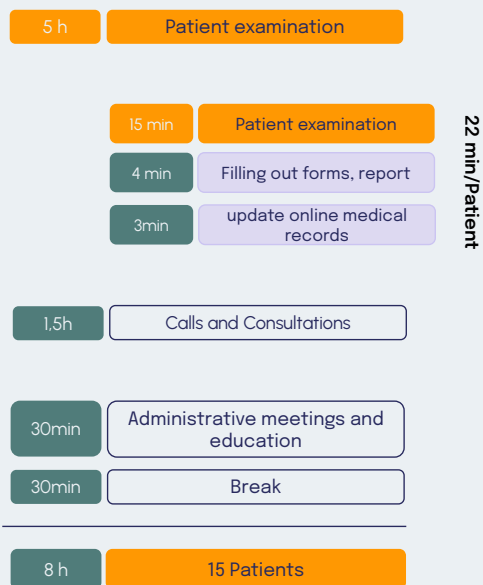 5 h Patient examination
15 min Patient examination
4 min Filling out forms, report
3min update online medical
records
22 min/Patient
1,5h Calls and Consultations
30min Administrative meetings and
education
30min Break
8 h 15 Patients